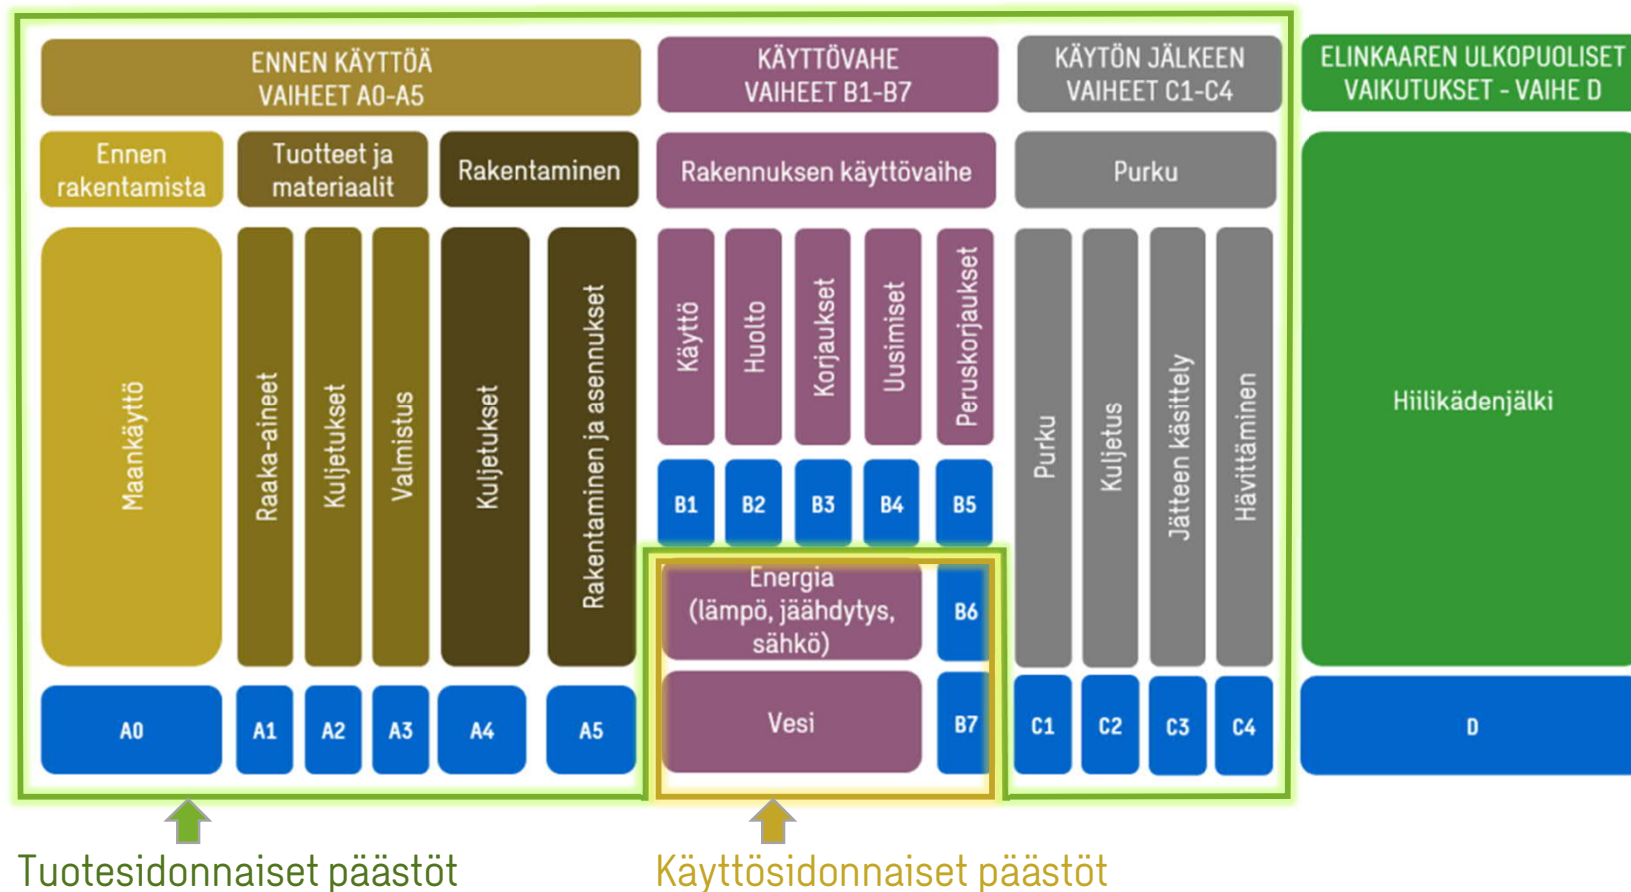 ENNEN KÄYTTÖÄ
VAIHEET A0-A5
KÄYTTÖVAHE
VAIHEET B1-B7
KÄYTÖN JÄLKEEN
VAIHEET C1-C4
ELINKAAREN ULKOPUOLISET
VAIKUTUKSET - VAIHE D
Ennen
rakentamista
Tuotteet ja
materiaalit
Rakentaminen
Rakennuksen käyttövaihe
Purku
Maankäyttö
Raaka-aineet
Kuljetukset
Valmistus
Kuljetukset
Rakentaminen ja asennukset
Käyttö
Huolto
Korjaukset
Uusimiset
Peruskorjaukset
Purku
Kuljetus
Jätteen käsittely
Hävittäminen
Hiilikädenjälki
B1
B2
B3
B4
B5
Energia
(lämpö, jäähdytys,
sähkö)
B6
Vesi
B7
A0
A1
A2
A3
A4
A5
C1
C2
C3
C4
D
Tuotesidonnaiset päästöt
Käyttösidonnaiset päästöt